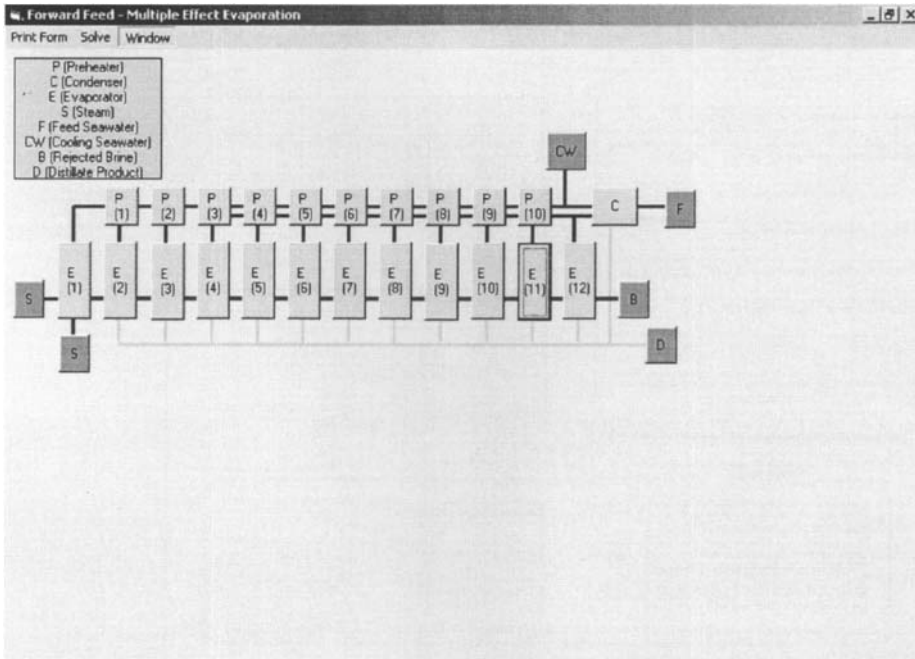 Forward Feed - Multiple Effect Evaporation
Print Form Solve Window
P (Preheater)
C (Condenser)
E (Evaporator)
S (Steam)
F (Feed Seawater)
CW (Cooling Seawater)
B (Rejected Brine)
D (Distillate Product)
CW
P P P P P P P P P P C F
(1) (2) (3) (4) (5) (6) (7) (8) (9) (10)
E E E E E E E E E E E E
(1) (2) (3) (4) (5) (6) (7) (8) (9) (10) (11) (12)
S B
S D